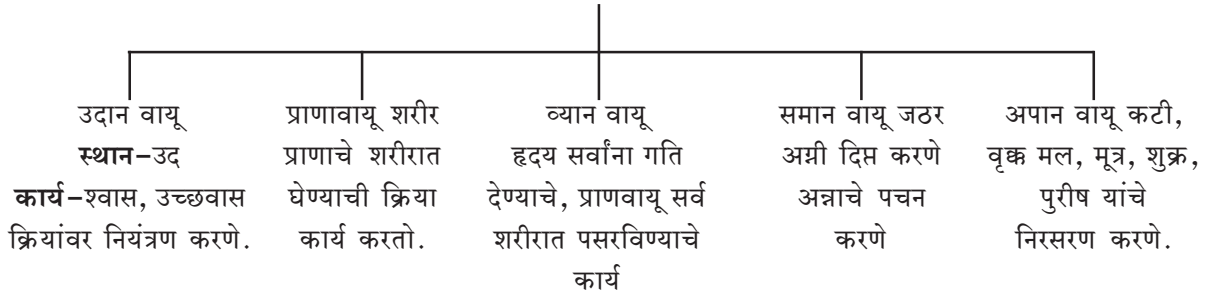 उदान वायू
स्थान–उद
कार्य–श्वास, उच्छवास
क्रियांवर नियंत्रण करणे.
प्राणावायू शरीर
प्राणाचे शरीरात
घेण्याची क्रिया
कार्य करतो.
व्यान वायू
हृदय सर्वांना गति
देण्याचे, प्राणवायू सर्व
शरीरात पसरविण्याचे
कार्य
समान वायू जठर
अग्नी दिप्त करणे
अन्नाचे पचन
करणे
अपान वायू कटी,
वृक्क मल, मूत्र, शुक्र,
पुरीष यांचे
निरसरण करणे.